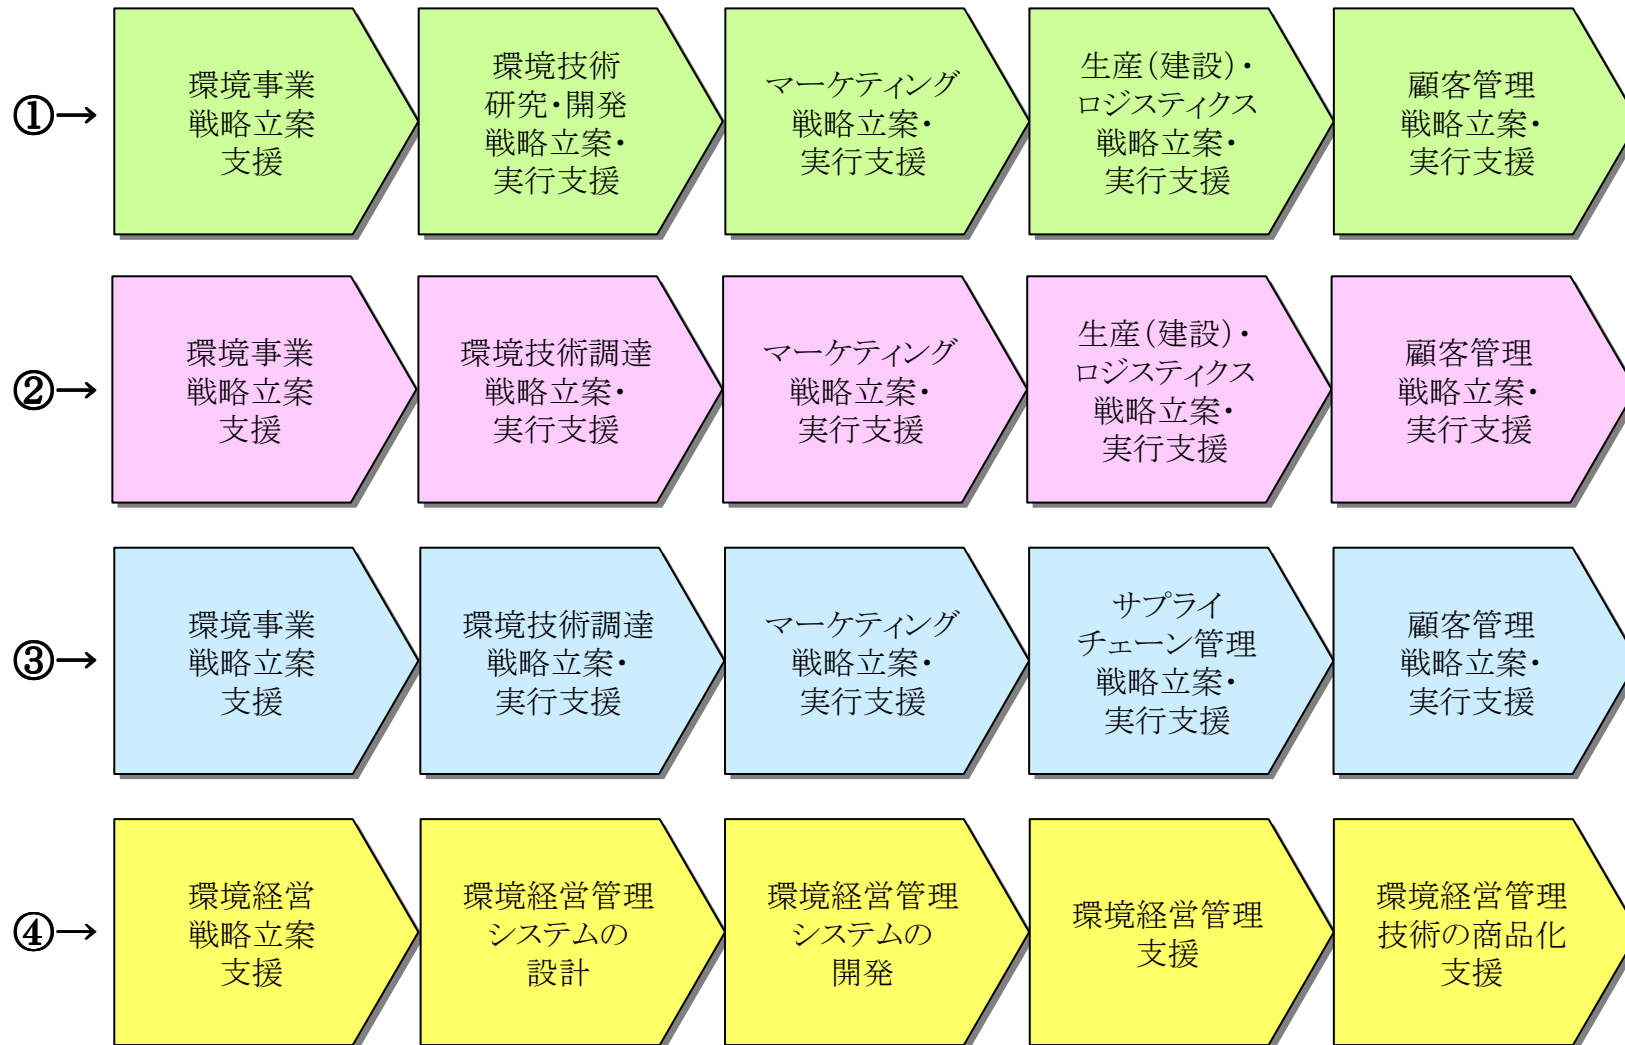 ①→
環境事業
戦略立案
支援
環境技術
研究・開発
戦略立案・
実行支援
マーケティング
戦略立案・
実行支援
生産(建設)・
ロジスティクス
戦略立案・
実行支援
顧客管理
戦略立案・
実行支援
②→
環境事業
戦略立案
支援
環境技術調達
戦略立案・
実行支援
マーケティング
戦略立案・
実行支援
生産(建設)・
ロジスティクス
戦略立案・
実行支援
顧客管理
戦略立案・
実行支援
③→
環境事業
戦略立案
支援
環境技術調達
戦略立案・
実行支援
マーケティング
戦略立案・
実行支援
サプライ
チェーン管理
戦略立案・
実行支援
顧客管理
戦略立案・
実行支援
④→
環境経営
戦略立案
支援
環境経営管理
システムの
設計
環境経営管理
システムの
開発
環境経営管理
支援
環境経営管理
技術の商品化
支援